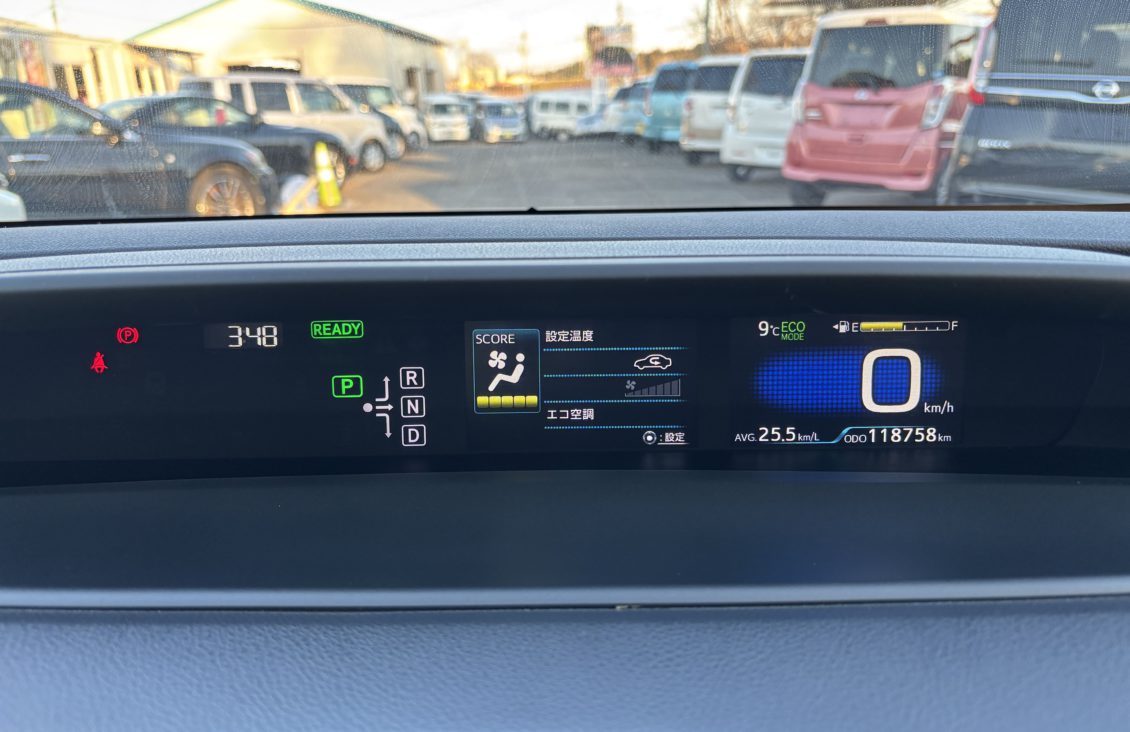 3:48
READY
P
R
N
D
SCORE
設定温度
エコ空調
:設定
9℃
ECO
MODE
E
F
0
km/h
AVG. 25.5 km/L
ODO 118758 km